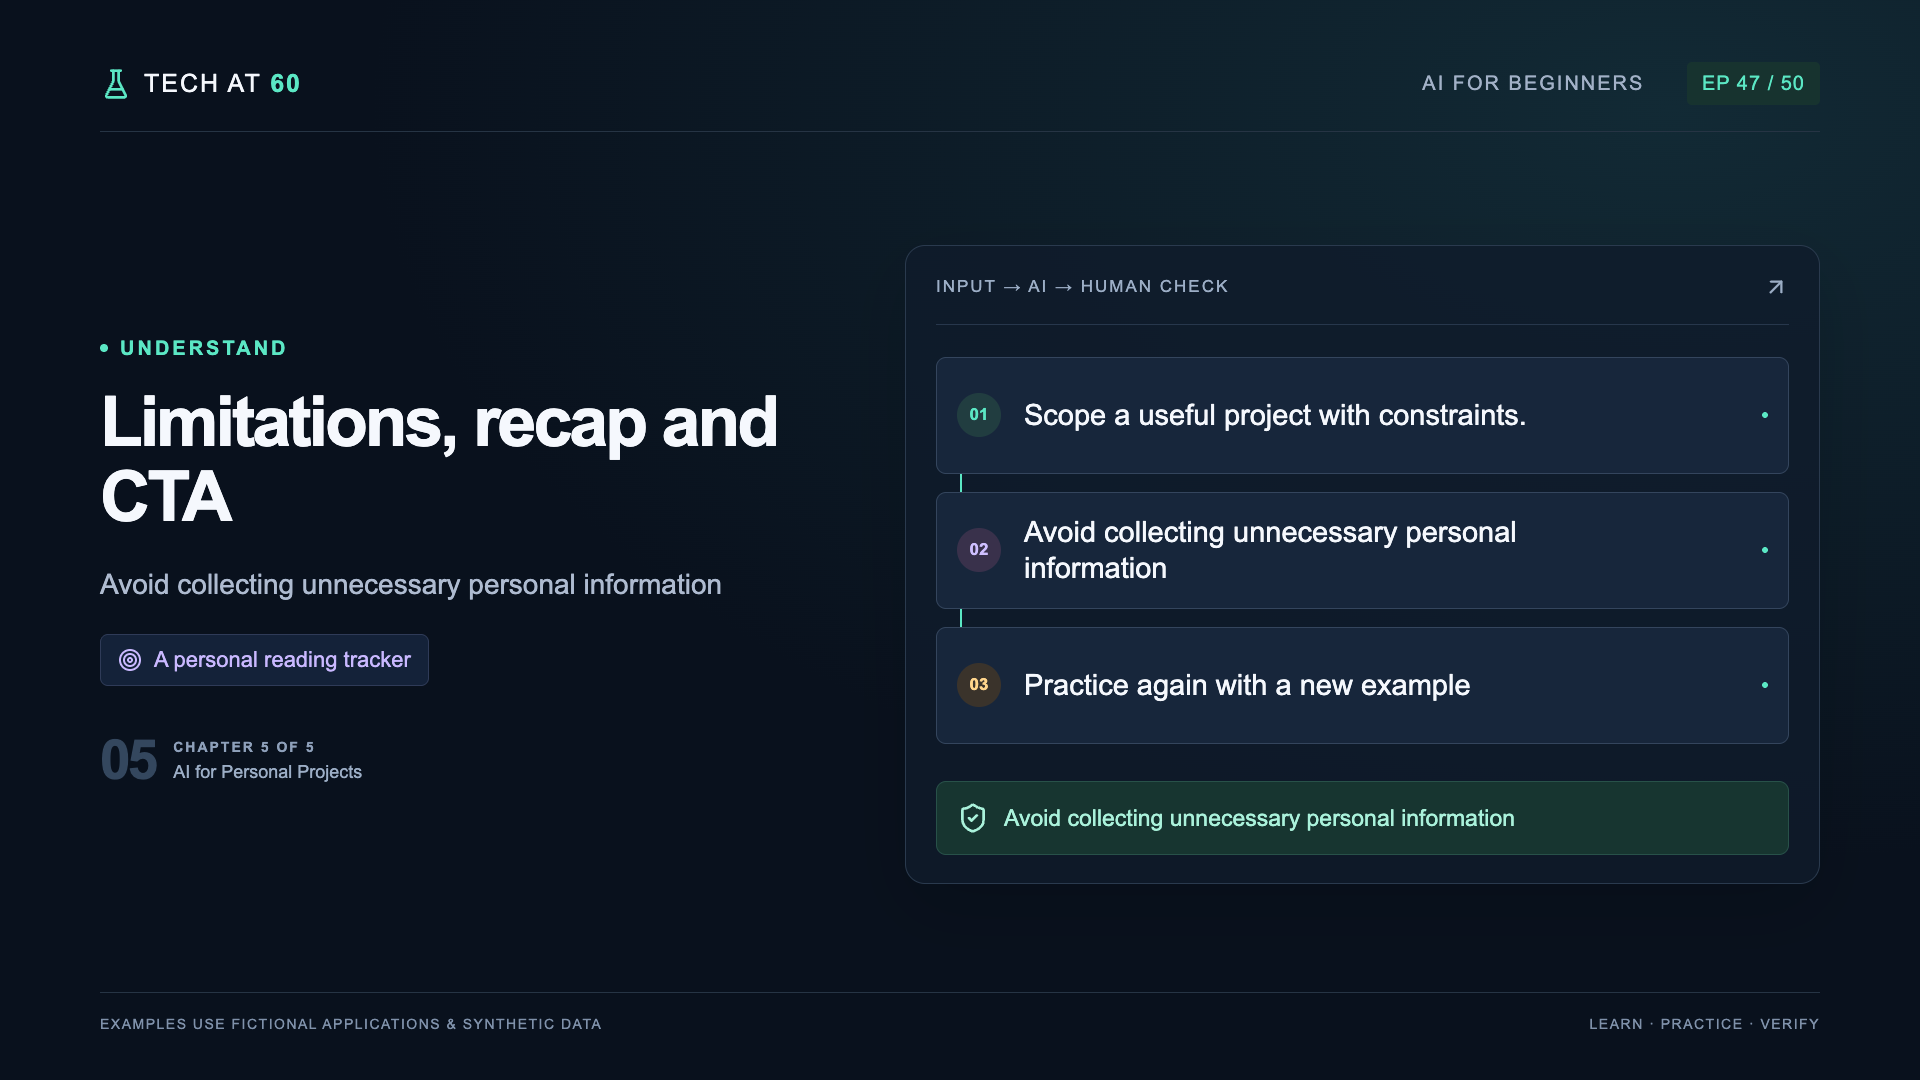 TECH AT 60
AI FOR BEGINNERS
EP 47 / 50
• UNDERSTAND
Limitations, recap and
CTA
Avoid collecting unnecessary personal information
A personal reading tracker
05
CHAPTER 5 OF 5
AI for Personal Projects
INPUT → AI → HUMAN CHECK
01
Scope a useful project with constraints.
02
Avoid collecting unnecessary personal
information
03
Practice again with a new example
Avoid collecting unnecessary personal information
EXAMPLES USE FICTIONAL APPLICATIONS & SYNTHETIC DATA
LEARN · PRACTICE · VERIFY